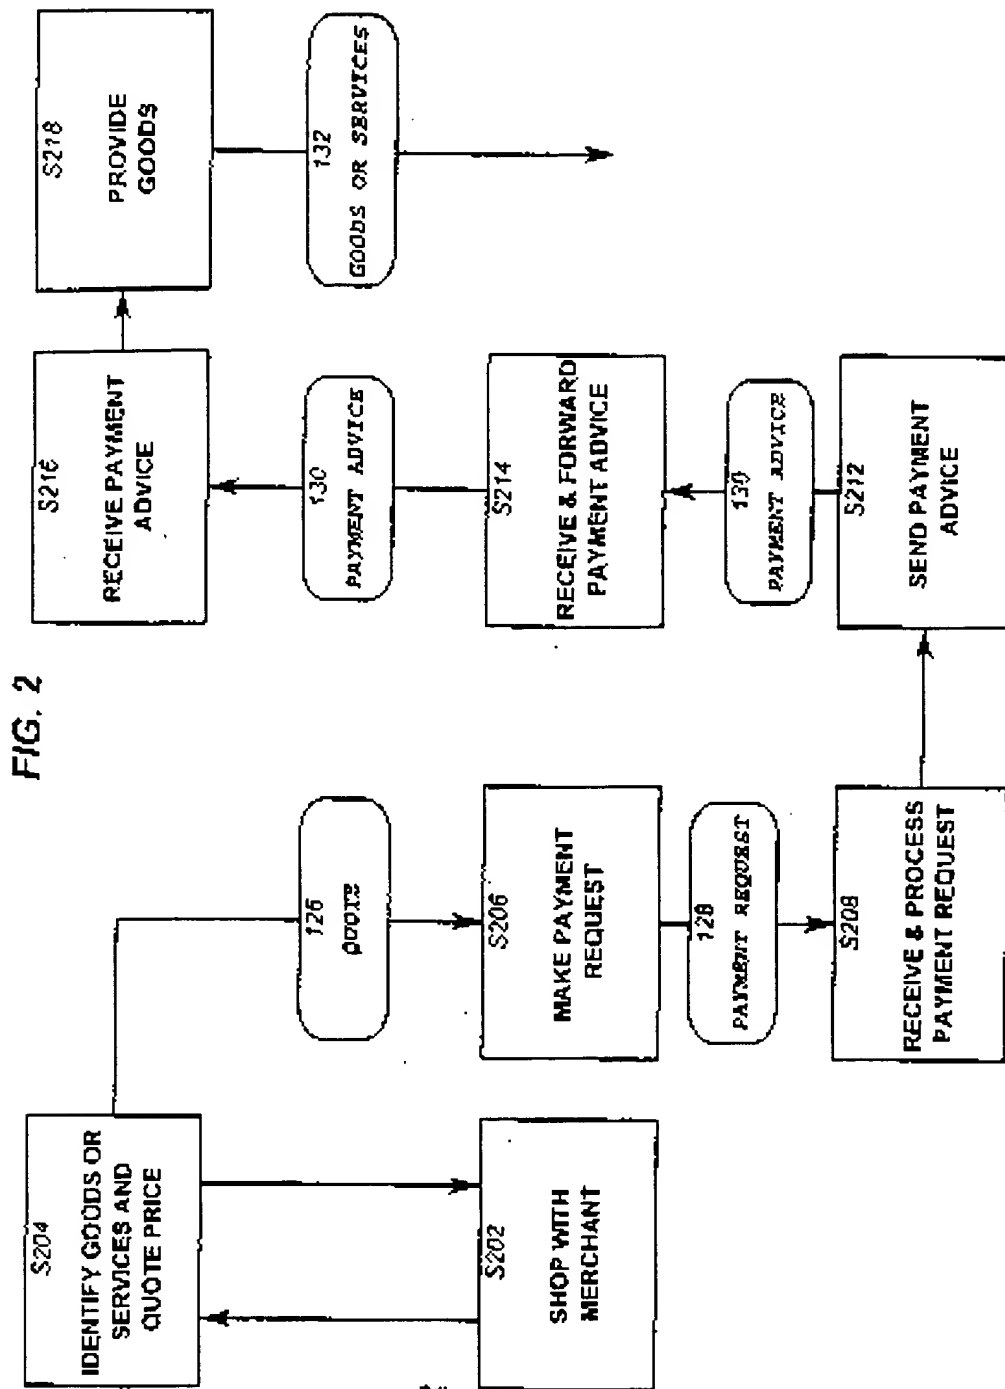 FIG. 2
S204
IDENTIFY GOODS OR
SERVICES AND
QUOTE PRICE
S202
SHOP WITH
MERCHANT
126
QUOTE
S206
MAKE PAYMENT
REQUEST
128
PAYMENT REQUEST
S208
RECEIVE & PROCESS
PAYMENT REQUEST
S212
SEND PAYMENT
ADVICE
130
PAYMENT ADVICE
S214
RECEIVE & FORWARD
PAYMENT ADVICE
130
PAYMENT ADVICE
S216
RECEIVE PAYMENT
ADVICE
S218
PROVIDE
GOODS
132
GOODS OR SERVICES